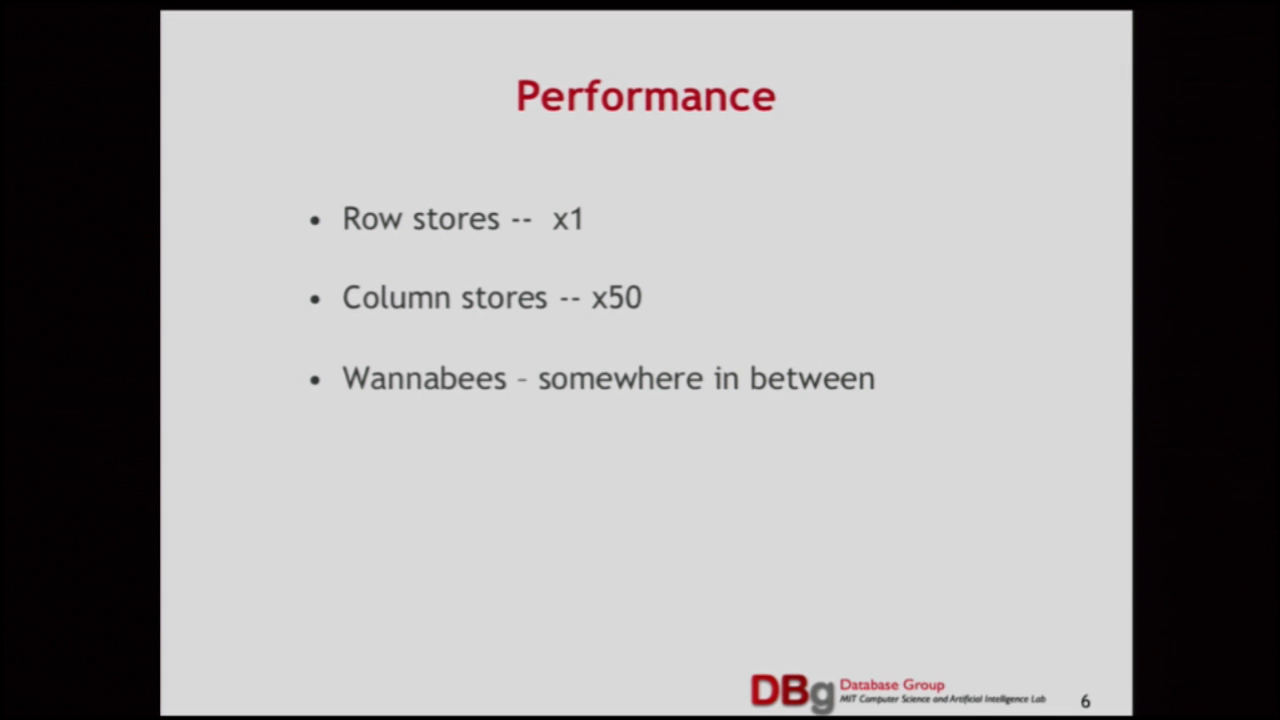 Performance
• Row stores -- x1
• Column stores -- x50
• Wannabees – somewhere in between
DBg Database Group
MIT Computer Science and Artificial Intelligence Lab
6